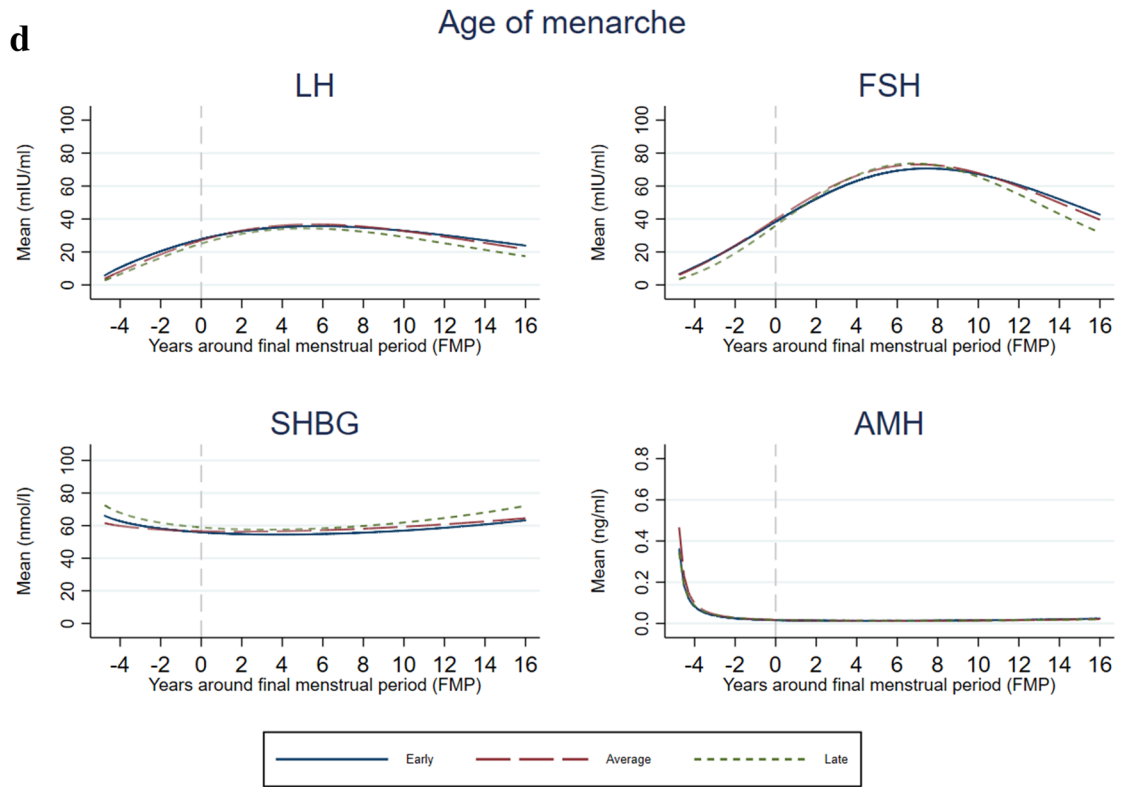 d
Age of menarche
LH
Mean (mIU/ml)
100
80
60
40
20
0
-4 -2 0 2 4 6 8 10 12 14 16
Years around final menstrual period (FMP)
FSH
Mean (mIU/ml)
100
80
60
40
20
0
-4 -2 0 2 4 6 8 10 12 14 16
Years around final menstrual period (FMP)
SHBG
Mean (nmol/l)
100
80
60
40
20
0
-4 -2 0 2 4 6 8 10 12 14 16
Years around final menstrual period (FMP)
AMH
Mean (ng/ml)
0.8
0.6
0.4
0.2
0.0
-4 -2 0 2 4 6 8 10 12 14 16
Years around final menstrual period (FMP)
Early Average Late